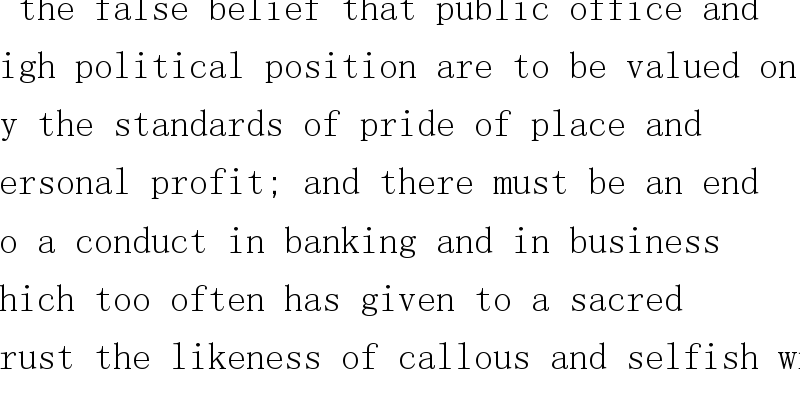 the false belief that public office and
igh political position are to be valued on
y the standards of pride of place and
ersonal profit; and there must be an end
o a conduct in banking and in business
hich too often has given to a sacred
rust the likeness of callous and selfish